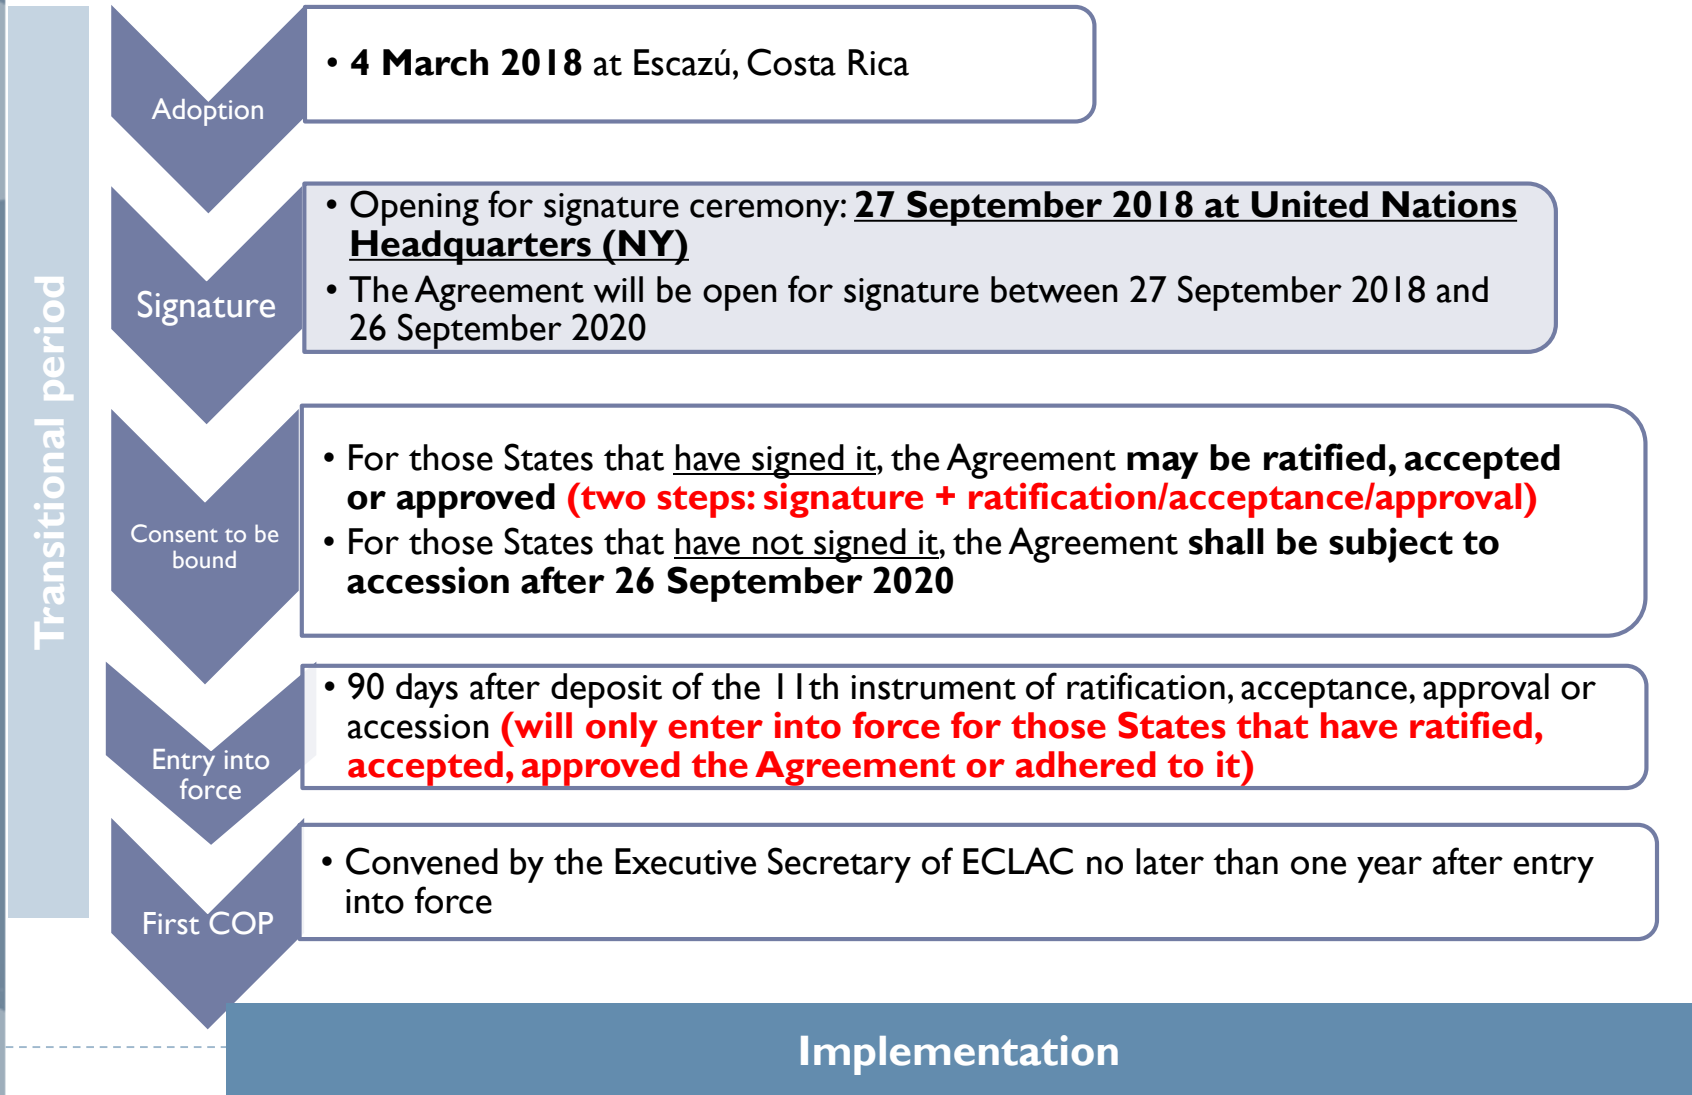 Transitional period
Adoption
• 4 March 2018 at Escazú, Costa Rica
Signature
• Opening for signature ceremony: 27 September 2018 at United Nations
Headquarters (NY)
• The Agreement will be open for signature between 27 September 2018 and
26 September 2020
Consent to be
bound
• For those States that have signed it, the Agreement may be ratified, accepted
or approved (two steps: signature + ratification/acceptance/approval)
• For those States that have not signed it, the Agreement shall be subject to
accession after 26 September 2020
Entry into
force
• 90 days after deposit of the 11th instrument of ratification, acceptance, approval or
accession (will only enter into force for those States that have ratified,
accepted, approved the Agreement or adhered to it)
First COP
• Convened by the Executive Secretary of ECLAC no later than one year after entry
into force
Implementation